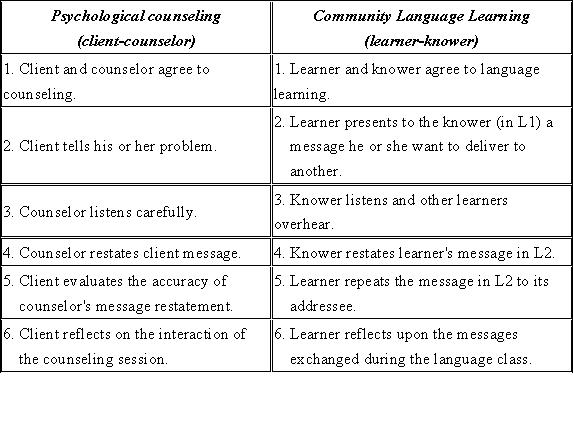 Psychological counseling
(client-counselor)
Community Language Learning
(learner-knower)
1. Client and counselor agree to
counseling.
1. Learner and knower agree to language
learning.
2. Client tells his or her problem.
2. Learner presents to the knower (in L1) a
message he or she want to deliver to
another.
3. Counselor listens carefully.
3. Knower listens and other learners
overhear.
4. Counselor restates client message.
4. Knower restates learner's message in L2.
5. Client evaluates the accuracy of
counselor's message restatement.
5. Learner repeats the message in L2 to its
addressee.
6. Client reflects on the interaction of
the counseling session.
6. Learner reflects upon the messages
exchanged during the language class.